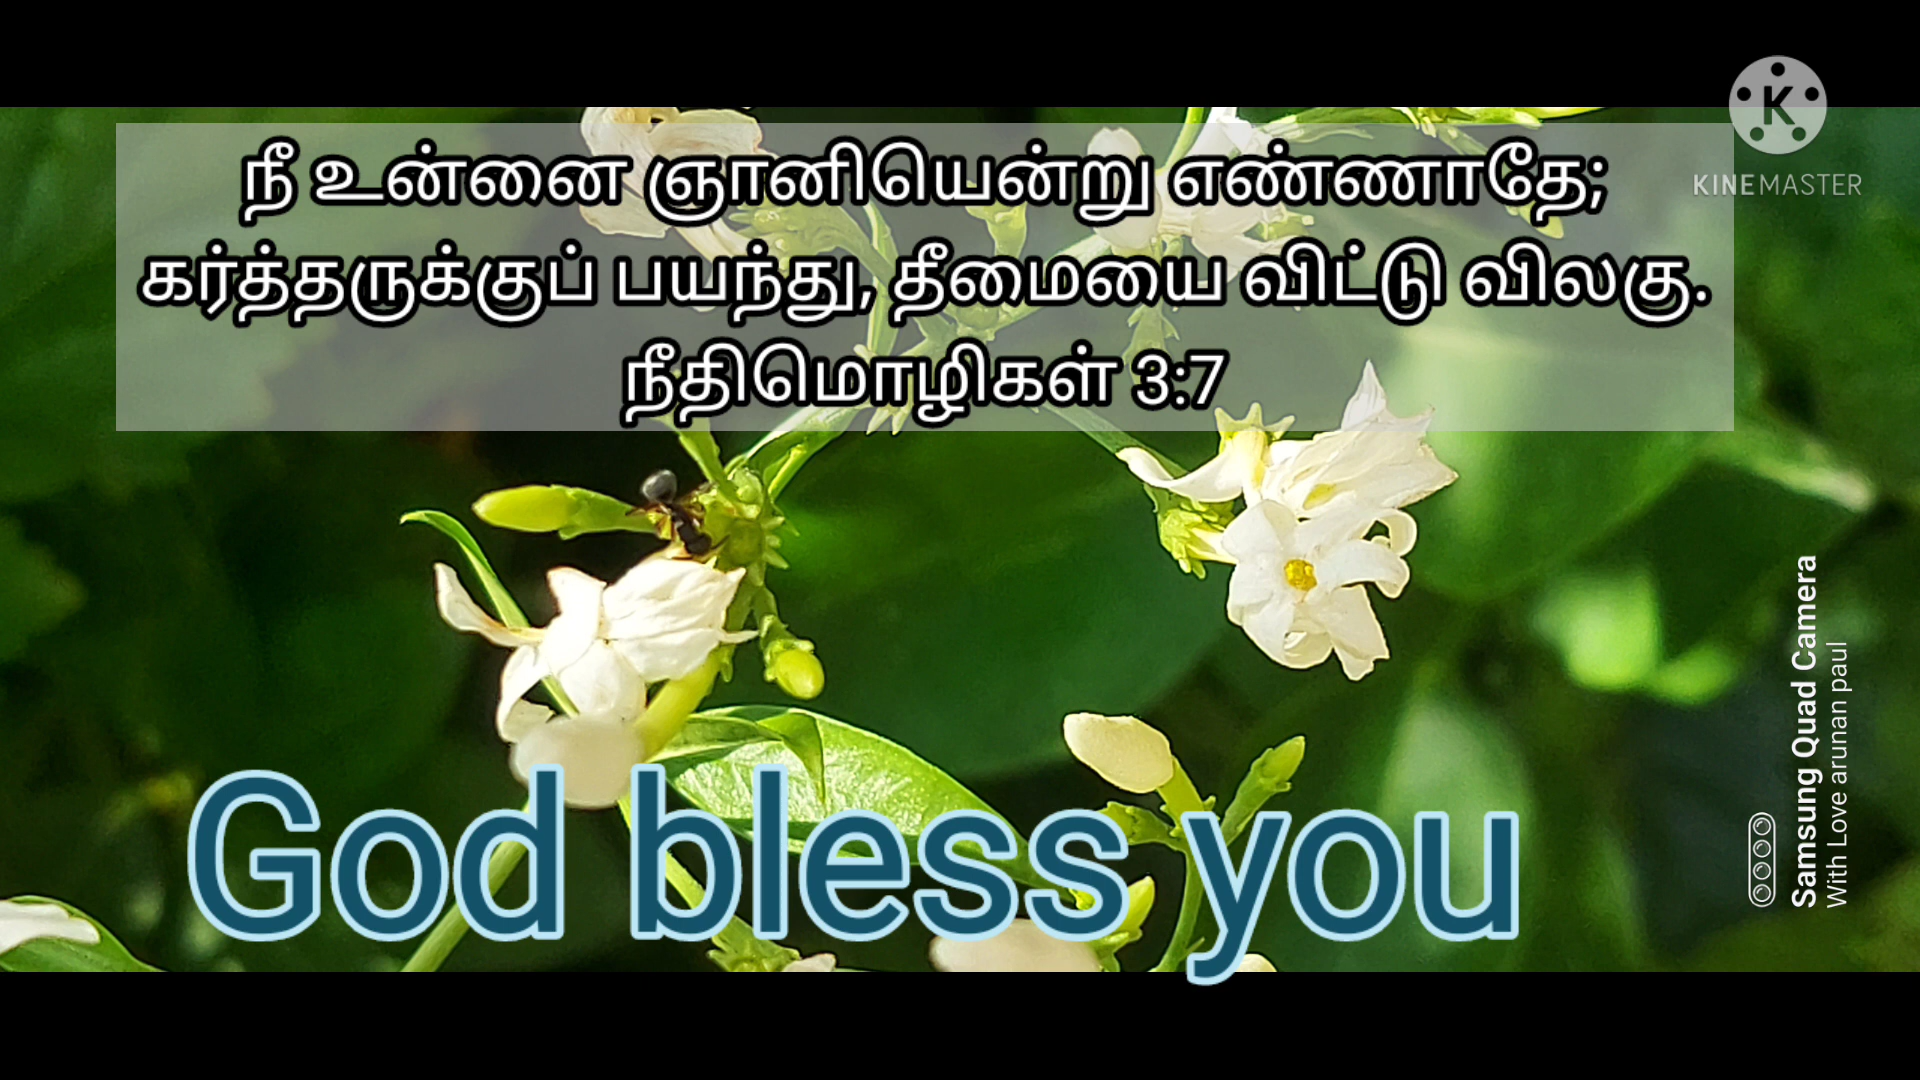 நீ உன்னை ஞானியென்று எண்ணாதே;
கர்த்தருக்குப் பயந்து, தீமையை விட்டு விலகு.
நீதிமொழிகள் 3:7
God bless you
K
KINEMASTER
Samsung Quad Camera
With Love arunan paul